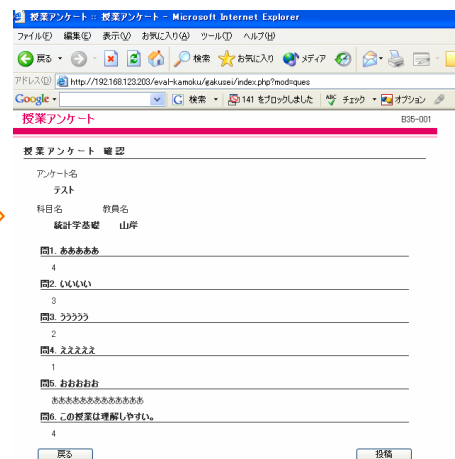 授業アンケート :: 授業アンケート - Microsoft Internet Explorer
ファイル(F) 編集(E) 表示(V) お気に入り(A) ツール(T) ヘルプ(H)
戻る 検索 お気に入り メディア
アドレス(D) http://192.168.123.203/eval-kamoku/gakusei/index.php?mod=ques
Google 検索 141 をブロックしました チェック オプション
授業アンケート B35-001
授業アンケート 確認
アンケート名
テスト
科目名 教員名
統計学基礎 山岸
問1. あああああ
4
問2. いいいい
3
問3. ううううう
2
問4. ええええええ
1
問5. おおおおお
あああああああああああああ
問6. この授業は理解しやすい。
4
戻る 投稿